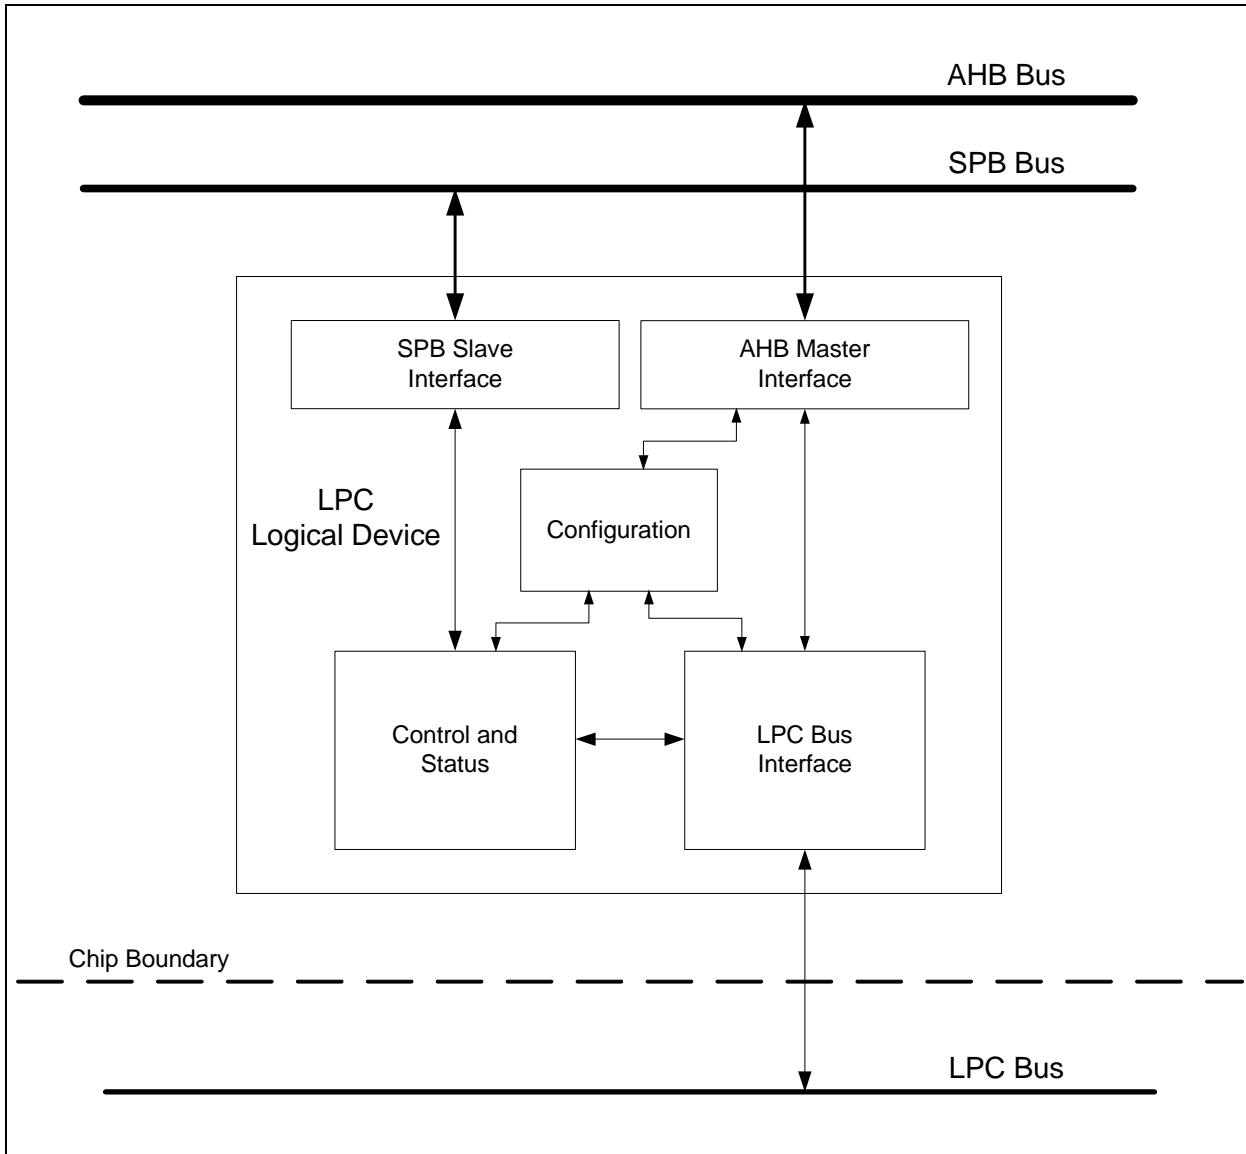 AHB Bus
SPB Bus
SPB Slave
Interface
AHB Master
Interface
LPC
Logical Device
Configuration
Control and
Status
LPC Bus
Interface
Chip Boundary
LPC Bus